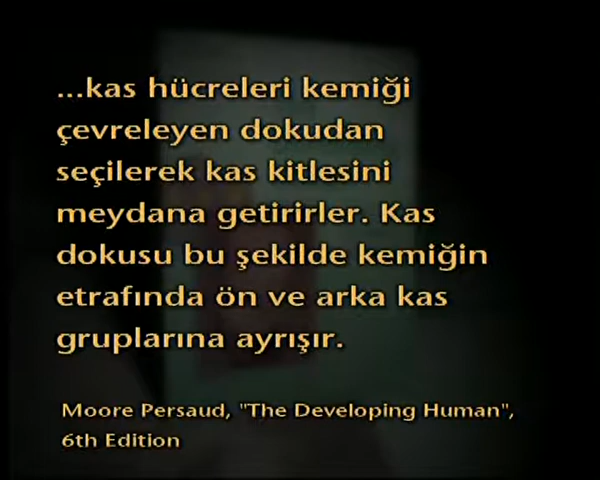 ...kas hücreleri kemiği
çevreleyen dokudan
seçilerek kas kitlesini
meydana getirirler. Kas
dokusu bu şekilde kemiğin
etrafında ön ve arka kas
gruplarına ayrışır.
Moore Persaud, "The Developing Human",
6th Edition